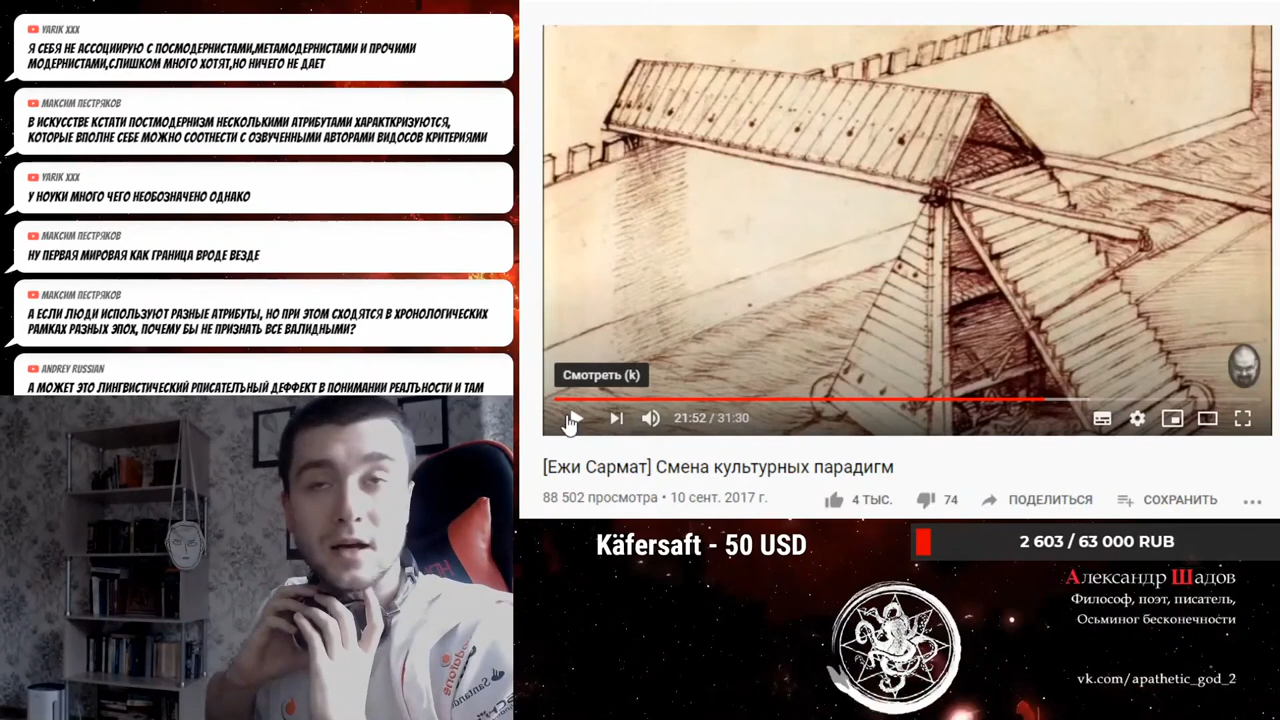 YARIK XXX
Я СЕБЯ НЕ АССОЦИИРУЮ С ПОСМОДЕРНИСТАМИ,МЕТАМОДЕРНИСТАМИ И ПРОЧИМИ
МОДЕРНИСТАМИ,СЛИШКОМ МНОГО ХОТЯТ,НО НИЧЕГО НЕ ДАЕТ
МАКСИМ ПЕСТРЯКОВ
В ИСКУССТВЕ КСТАТИ ПОСТМОДЕРНИЗМ НЕСКОЛЬКИМИ АТРИБУТАМИ ХАРАКТКРИЗУЮТСЯ,
КОТОРЫЕ ВПОЛНЕ СЕБЕ МОЖНО СООТНЕСТИ С ОЗВУЧЕННЫМИ АВТОРАМИ ВИДОСОВ КРИТЕРИЯМИ
YARIK XXX
У НОУКИ МНОГО ЧЕГО НЕОБОЗНАЧЕНО ОДНАКО
МАКСИМ ПЕСТРЯКОВ
НУ ПЕРВАЯ МИРОВАЯ КАК ГРАНИЦА ВРОДЕ ВЕЗДЕ
МАКСИМ ПЕСТРЯКОВ
А ЕСЛИ ЛЮДИ ИСПОЛЬЗУЮТ РАЗНЫЕ АТРИБУТЫ, НО ПРИ ЭТОМ СХОДЯТСЯ В ХРОНОЛОГИЧЕСКИХ
РАМКАХ РАЗНЫХ ЭПОХ, ПОЧЕМУ БЫ НЕ ПРИЗНАТЬ ВСЕ ВАЛИДНЫМИ?
ANDREY RUSSIAN
А МОЖЕТ ЭТО ЛИНГВИСТИЧЕСКИЙ РПИСАТЕЛЪНЫЙ ДЕФФЕКТ В ПОНИМАНИИ РЕАЛЪНОСТИ И ТАМ
Смотреть (k)
21:52 / 31:30
[Ежи Сармат] Смена культурных парадигм
88 502 просмотра • 10 сент. 2017 г.
4 ТЫС.
74
ПОДЕЛИТЬСЯ
СОХРАНИТЬ
Käfersaft - 50 USD
2 603 / 63 000 RUB
Александр Шадов
Философ, поэт, писатель,
Осьминог бесконечности
vk.com/apathetic_god_2